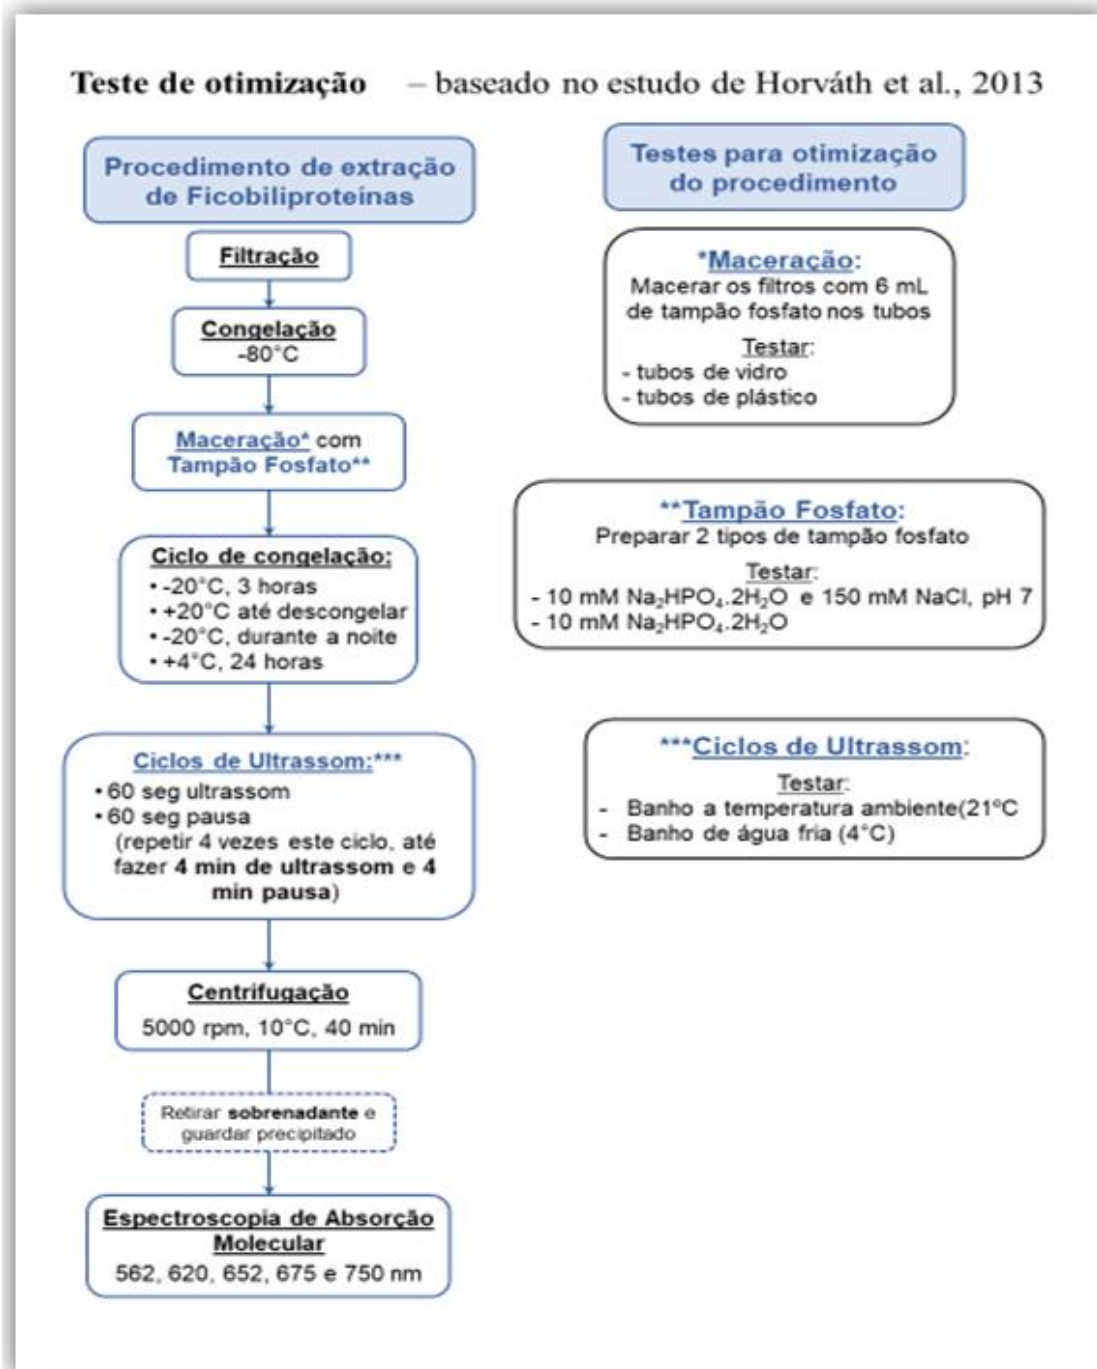 Teste de otimização – baseado no estudo de Horváth et al., 2013
Procedimento de extração
de Ficobiliproteínas
Filtração
Congelação
-80°C
Maceração* com
Tampão Fosfato**
Ciclo de congelação:
• -20°C, 3 horas
• +20°C até descongelar
• -20°C, durante a noite
• +4°C, 24 horas
Ciclos de Ultrassom:***
• 60 seg ultrassom
• 60 seg pausa
(repetir 4 vezes este ciclo, até
fazer 4 min de ultrassom e 4
min pausa)
Centrifugação
5000 rpm, 10°C, 40 min
Retirar sobrenadante e
guardar precipitado
Espectroscopia de Absorção
Molecular
562, 620, 652, 675 e 750 nm
Testes para otimização
do procedimento
*Maceração:
Macerar os filtros com 6 mL
de tampão fosfato nos tubos
Testar:
- tubos de vidro
- tubos de plástico
**Tampão Fosfato:
Preparar 2 tipos de tampão fosfato
Testar:
- 10 mM Na₂HPO₄.2H₂O e 150 mM NaCl, pH 7
- 10 mM Na₂HPO₄.2H₂O
***Ciclos de Ultrassom:
Testar:
- Banho a temperatura ambiente(21ºC
- Banho de água fria (4°C)